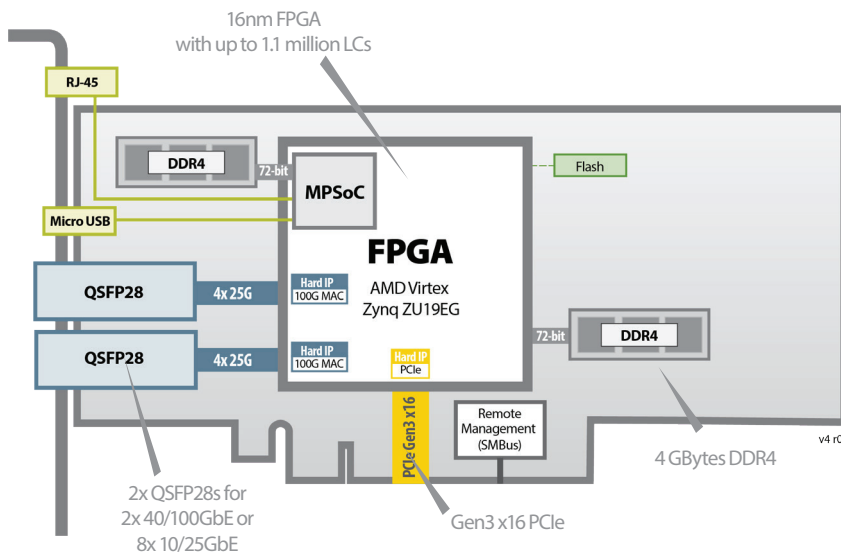 16nm FPGA
with up to 1.1 million LCs
RJ-45
DDR4
72-bit
MPSoC
Flash
Micro USB
FPGA
AMD Virtex
Zynq ZU19EG
QSFP28
4x 25G
Hard IP
100G MAC
QSFP28
4x 25G
Hard IP
100G MAC
Hard IP
PCIe
72-bit
DDR4
PCIe Gen3 x16
Remote
Management
(SMBus)
v4 r0
4 GBytes DDR4
2x QSFP28s for
2x 40/100GbE or
8x 10/25GbE
Gen3 x16 PCIe